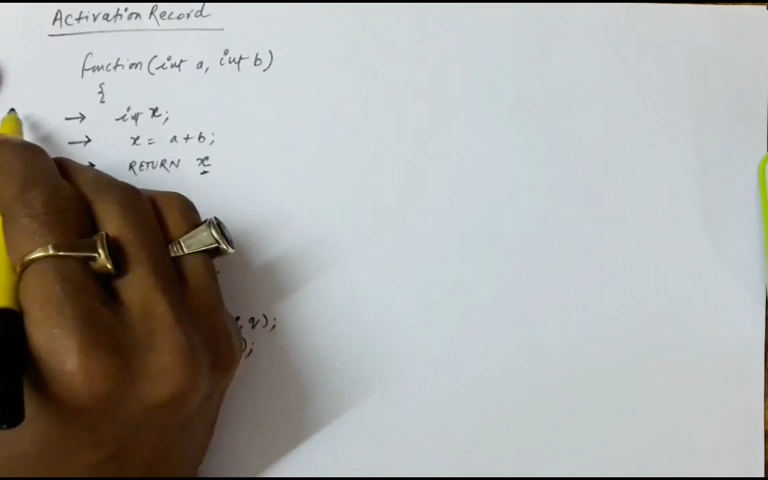 Activation Record
function (int a, int b)
{
→ int x;
→ x = a + b;
→ RETURN x
, q);
);